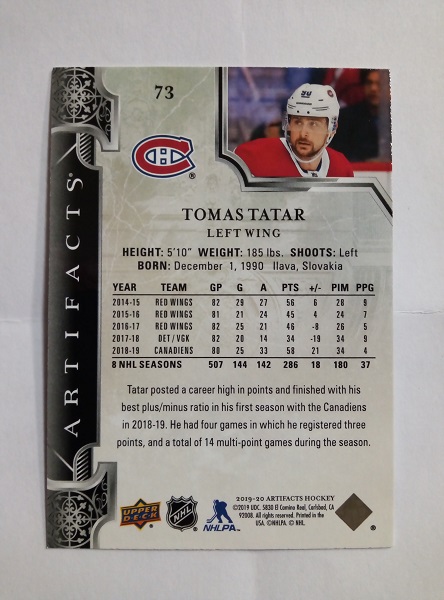 73
ARTIFACTS®
®
TOMAS TATAR
LEFT WING
HEIGHT: 5'10" WEIGHT: 185 lbs. SHOOTS: Left
BORN: December 1, 1990 Ilava, Slovakia
YEAR TEAM GP G A PTS +/- PIM PPG
2014-15 RED WINGS 82 29 27 56 6 28 9
2015-16 RED WINGS 81 21 24 45 4 24 7
2016-17 RED WINGS 82 25 21 46 -8 26 5
2017-18 DET / VGK 82 20 14 34 -19 34 9
2018-19 CANADIENS 80 25 33 58 21 34 4
8 NHL SEASONS 507 144 142 286 18 180 37
Tatar posted a career high in points and finished with his
best plus/minus ratio in his first season with the Canadiens
in 2018-19. He had four games in which he registered three
points, and a total of 14 multi-point games during the season.
UPPER DECK
NHL
NHLPA
2019-20 ARTIFACTS HOCKEY
©2019 UDC. 5830 El Camino Real, Carlsbad, CA
92008. All rights reserved. Printed in the
USA. ©NHLPA. © NHL.
®